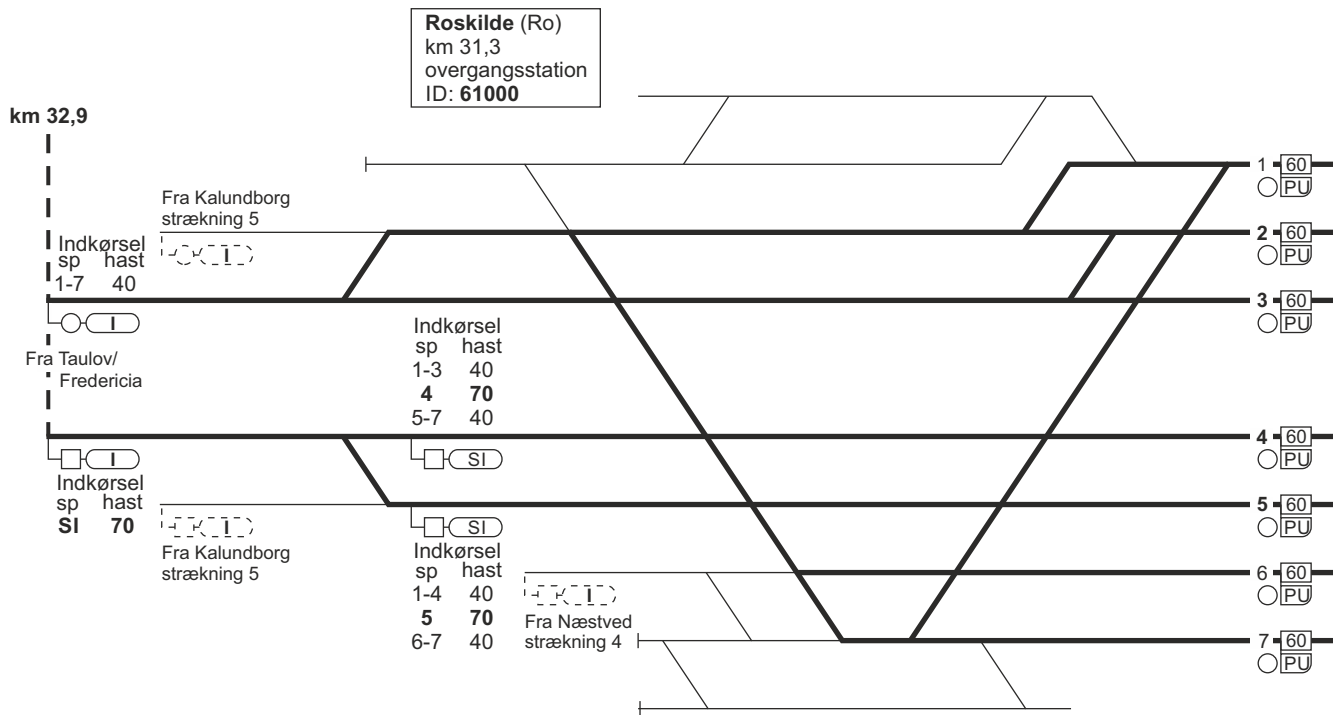 Roskilde (Ro)
km 31,3
overgangsstation
ID: 61000
km 32,9
Fra Kalundborg
strækning 5
I
Indkørsel
sp hast
1-7 40
I
Fra Taulov/
Fredericia
Indkørsel
sp hast
1-3 40
4 70
5-7 40
SI
I
Indkørsel
sp hast
SI 70
I
Fra Kalundborg
strækning 5
SI
Indkørsel
sp hast
1-4 40
5 70
6-7 40
I
Fra Næstved
strækning 4
1 60
PU
2 60
PU
3 60
PU
4 60
PU
5 60
PU
6 60
PU
7 60
PU